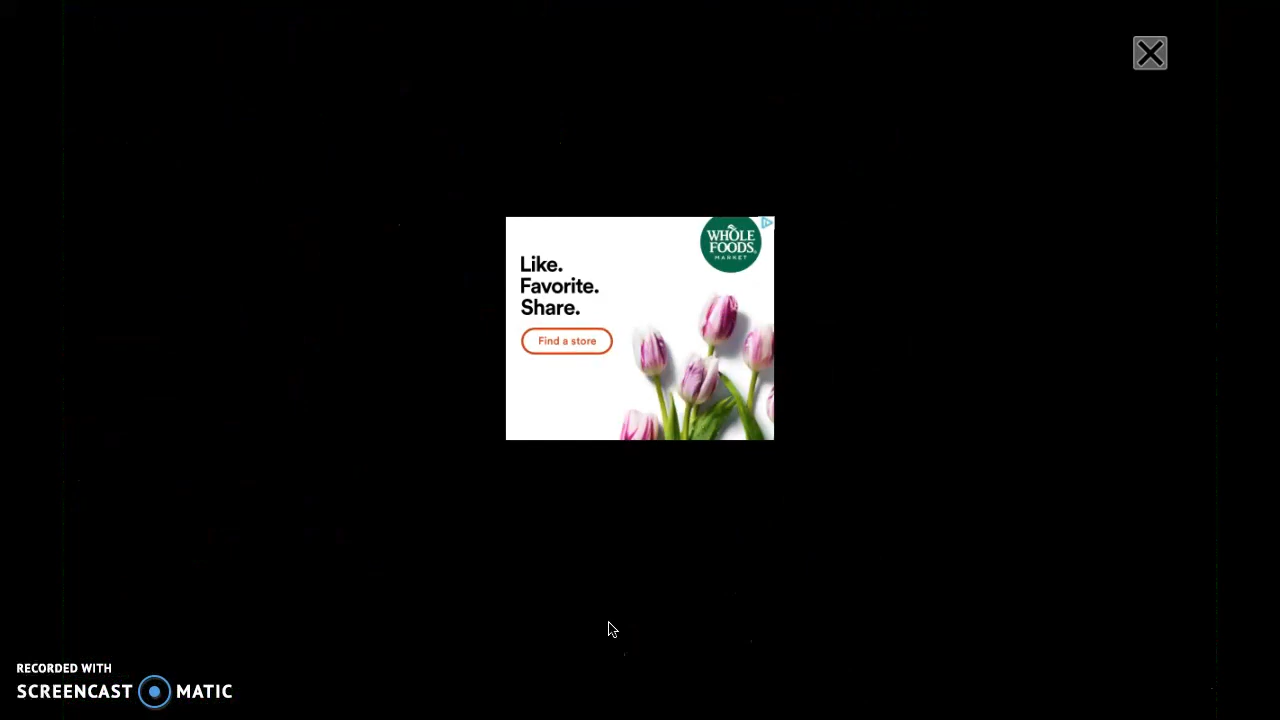 WHOLE
FOODS
MARKET
Like.
Favorite.
Share.
Find a store
RECORDED WITH
SCREENCAST MATIC